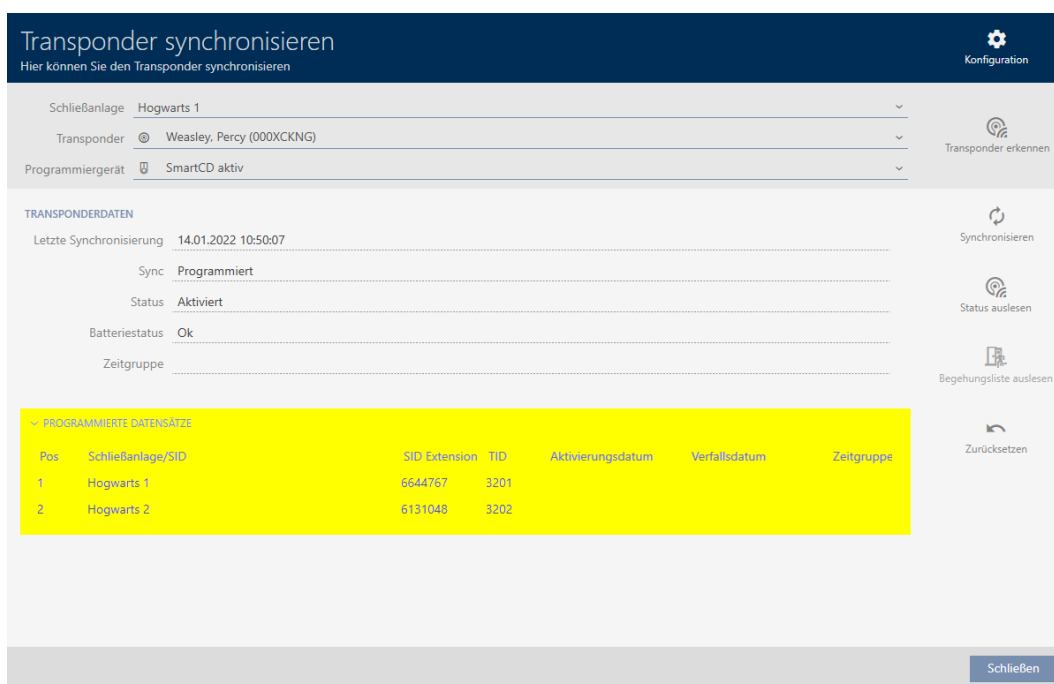 Transponder synchronisieren
Hier können Sie den Transponder synchronisieren
Konfiguration
Schließanlage Hogwarts 1
Transponder Weasley, Percy (000XCKNG)
Programmiergerät SmartCD aktiv
Transponder erkennen
TRANSPONDERDATEN
Letzte Synchronisierung 14.01.2022 10:50:07
Sync Programmiert
Status Aktiviert
Batteriestatus Ok
Zeitgruppe
Synchronisieren
Status auslesen
Begehungsliste auslesen
Zurücksetzen
PROGRAMMIERTE DATENSÄTZE
Pos Schließanlage/SID SID Extension TID Aktivierungsdatum Verfallsdatum Zeitgruppe
1 Hogwarts 1 6644767 3201
2 Hogwarts 2 6131048 3202
Schließen